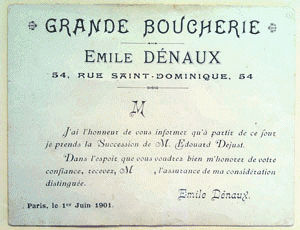 GRANDE BOUCHERIE
EMILE DÉNAUX
54, RUE SAINT-DOMINIQUE, 54
M
J'ai l'honneur de vous informer qu'à partir de ce jour
je prends la Succession de M. Edouard Dejust.
Dans l'espoir que vous voudrez bien m'honorer de votre
confiance, recevez, M , l'assurance de ma considération
distinguée.
Emile Dénaux.
Paris, le 1er Juin 1901.